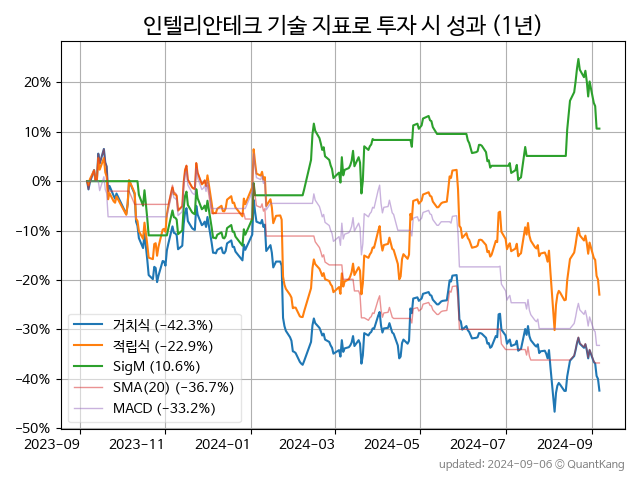 인텔리안테크 기술 지표로 투자 시 성과 (1년)
20%
10%
0%
−10%
−20%
−30%
−40%
−50%
거치식 (−42.3%)
적립식 (−22.9%)
SigM (10.6%)
SMA(20) (−36.7%)
MACD (−33.2%)
2023-09
2023-11
2024-01
2024-03
2024-05
2024-07
2024-09
updated: 2024-09-06 © QuantKang